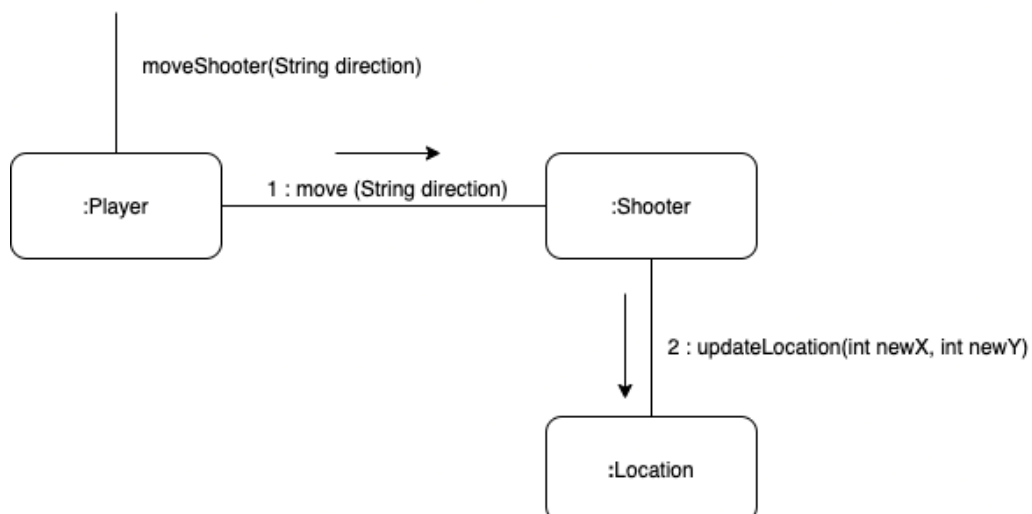 moveShooter(String direction)
:Player
1 : move (String direction)
:Shooter
2 : updateLocation(int newX, int newY)
:Location